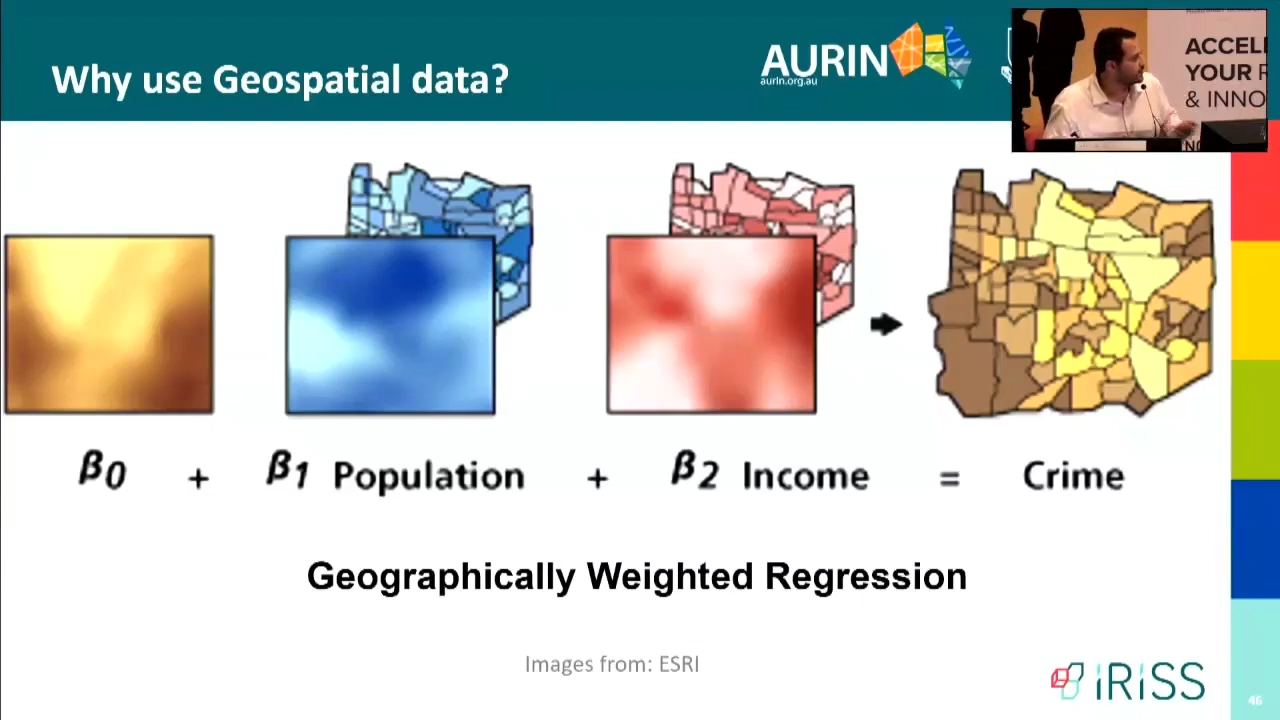 Why use Geospatial data?
AURIN
aurin.org.au
ACCEL
YOUR R
& INNO
β0 + β1 Population + β2 Income = Crime
Geographically Weighted Regression
Images from: ESRI
iRiSS
46